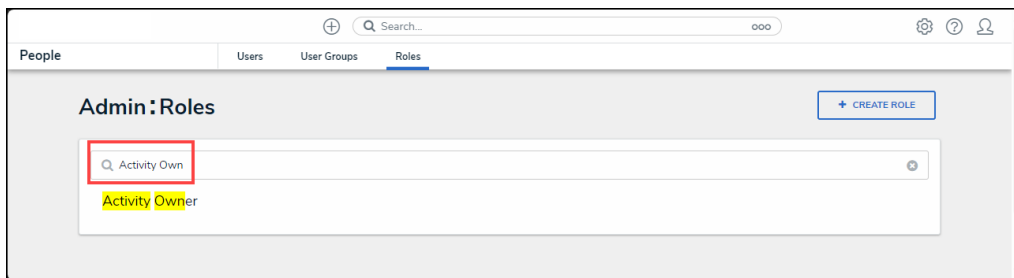 Search...
People
Users
User Groups
Roles
Admin:Roles
+ CREATE ROLE
Activity Own
Activity Owner